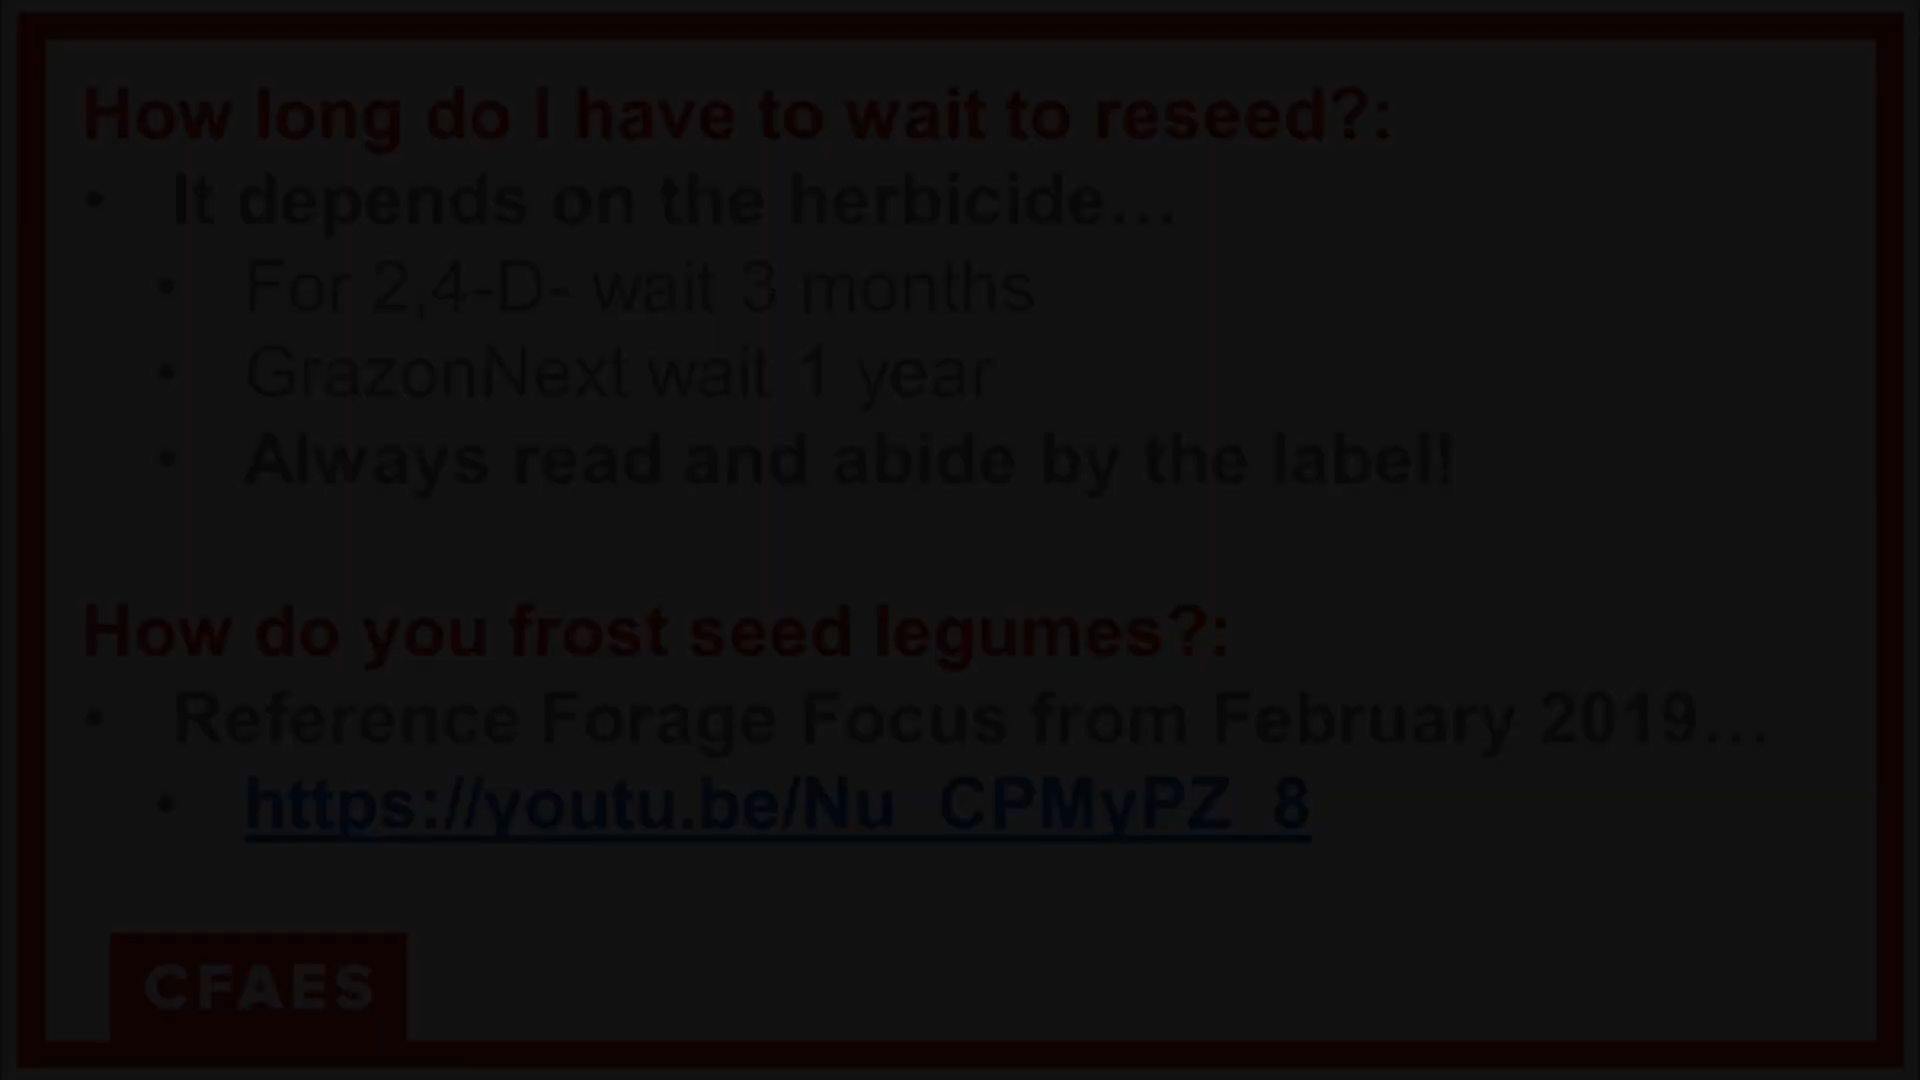 How long do I have to wait to reseed?:
• It depends on the herbicide...
• For 2,4-D- wait 3 months
• GrazonNext wait 1 year
• Always read and abide by the label!
How do you frost seed legumes?:
• Reference Forage Focus from February 2019...
• https://youtu.be/Nu_CPMyPZ_8
CFAES